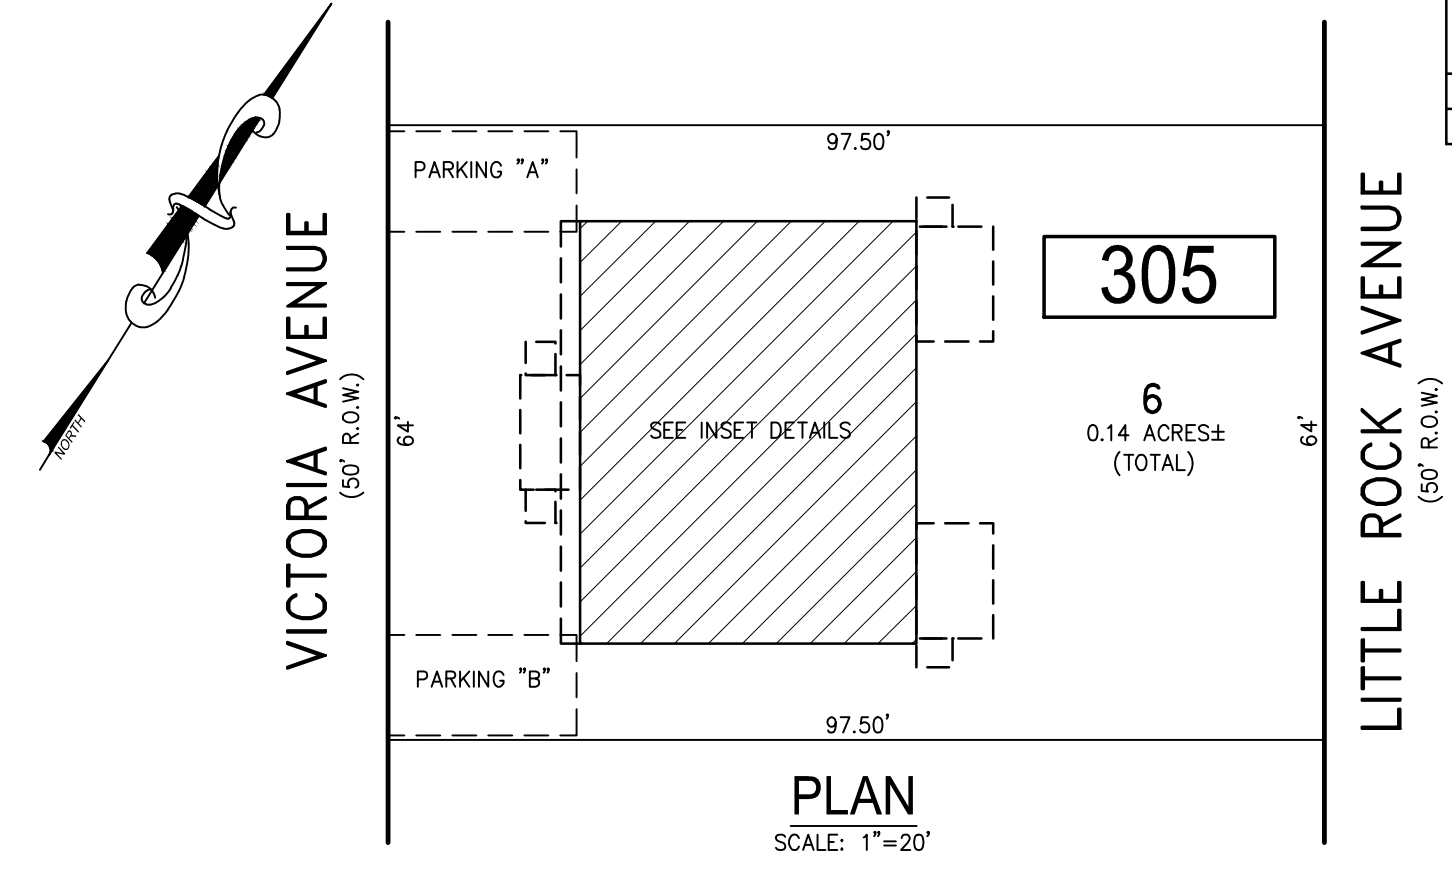 97.50'
PARKING "A"
VICTORIA AVENUE
(50' R.O.W.)
64'
NORTH
SEE INSET DETAILS
305
6
0.14 ACRES±
(TOTAL)
64'
LITTLE ROCK AVENUE
(50' R.O.W.)
PARKING "B"
97.50'
PLAN
SCALE: 1"=20'